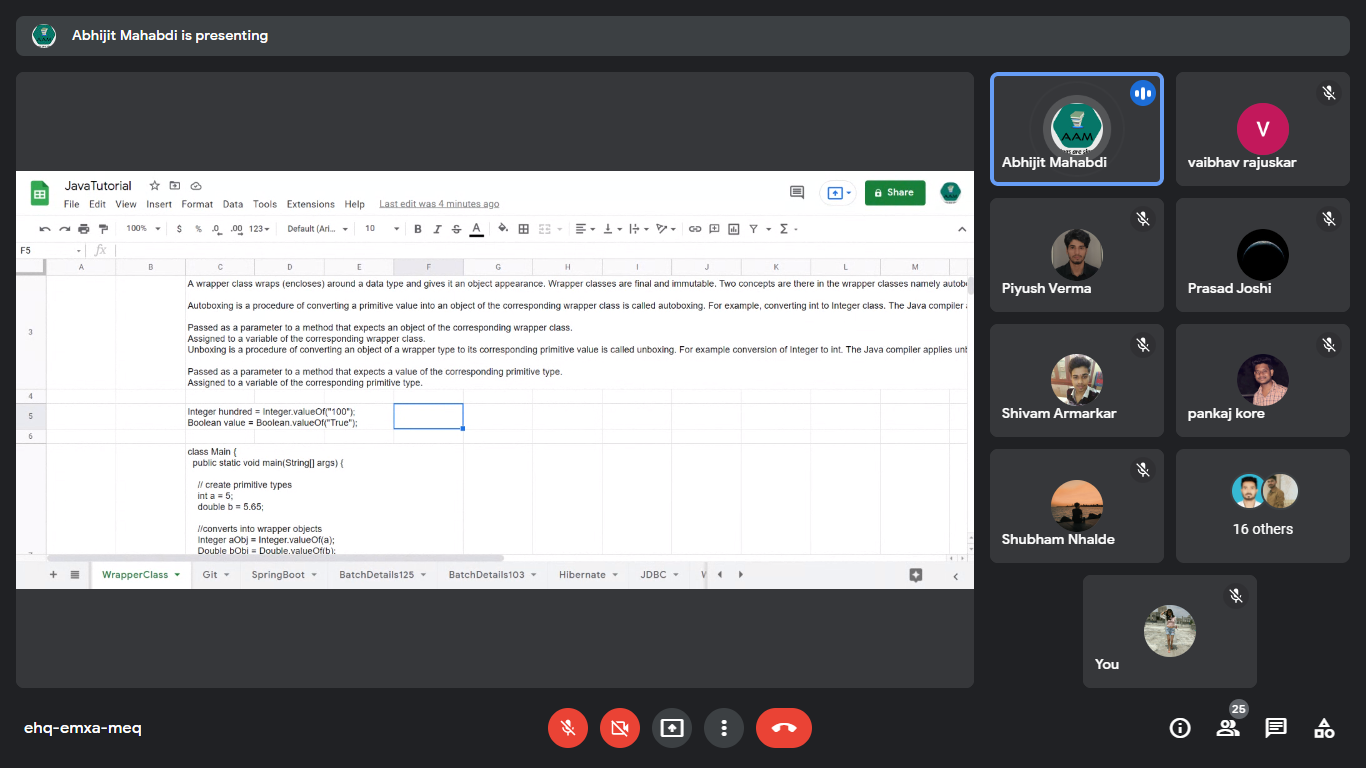 Abhijit Mahabdi is presenting
JavaTutorial
File Edit View Insert Format Data Tools Extensions Help Last edit was 4 minutes ago
Share
100% $ % .0 .00 123 Default (Ari... 10 B I S A
F5 fx
A B C D E F G H I J K L M
A wrapper class wraps (encloses) around a data type and gives it an object appearance. Wrapper classes are final and immutable. Two concepts are there in the wrapper classes namely autob
Autoboxing is a procedure of converting a primitive value into an object of the corresponding wrapper class is called autoboxing. For example, converting int to Integer class. The Java compiler
Passed as a parameter to a method that expects an object of the corresponding wrapper class.
3
Assigned to a variable of the corresponding wrapper class.
Unboxing is a procedure of converting an object of a wrapper type to its corresponding primitive value is called unboxing. For example conversion of Integer to int. The Java compiler applies un
Passed as a parameter to a method that expects a value of the corresponding primitive type.
Assigned to a variable of the corresponding primitive type.
4
5
Integer hundred = Integer.valueOf("100");
Boolean value = Boolean.valueOf("True");
6
class Main {
public static void main(String[] args) {
// create primitive types
int a = 5;
double b = 5.65;
//converts into wrapper objects
Integer aObj = Integer.valueOf(a);
Double bObj = Double.valueOf(b);
WrapperClass Git SpringBoot BatchDetails125 BatchDetails103 Hibernate JDBC
AAM
Abhijit Mahabdi
V
vaibhav rajuskar
Piyush Verma
Prasad Joshi
Shivam Armarkar
pankaj kore
Shubham Nhalde
16 others
You
ehq-emxa-meq
25